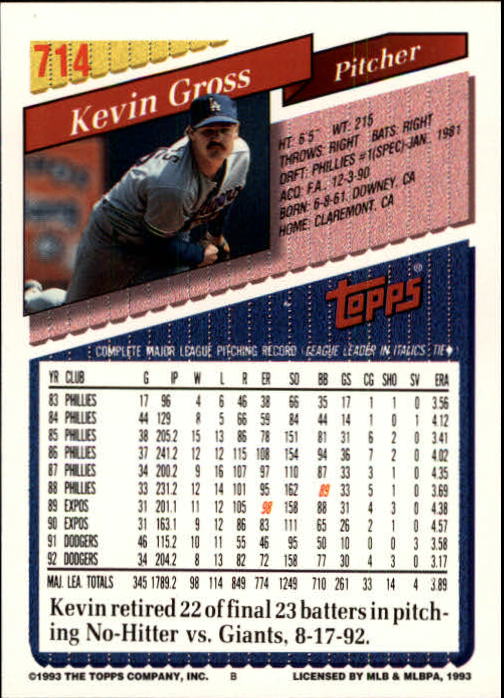 714
Kevin Gross
Pitcher
HT: 6'5" WT: 215
THROWS: RIGHT BATS: RIGHT
DRFT: PHILLIES #1(SPEC)-JAN., 1981
ACQ: F.A., 12-3-90
BORN: 6-8-61, DOWNEY, CA
HOME: CLAREMONT, CA
TOPPS®
COMPLETE MAJOR LEAGUE PITCHING RECORD (LEAGUE LEADER IN ITALICS, TIE♦)
YR CLUB G IP W L R ER SO BB GS CG SHO SV ERA
83 PHILLIES 17 96 4 6 46 38 66 35 17 1 1 0 3.56
84 PHILLIES 44 129 8 5 66 59 84 44 14 1 0 1 4.12
85 PHILLIES 38 205.2 15 13 86 78 151 81 31 6 2 0 3.41
86 PHILLIES 37 241.2 12 12 115 108 154 94 36 7 2 0 4.02
87 PHILLIES 34 200.2 9 16 107 97 110 87 33 3 1 0 4.35
88 PHILLIES 33 231.2 12 14 101 95 162 89 33 5 1 0 3.69
89 EXPOS 31 201.1 11 12 105 98 158 88 31 4 3 0 4.38
90 EXPOS 31 163.1 9 12 86 83 111 65 26 2 1 0 4.57
91 DODGERS 46 115.2 10 11 55 46 95 50 10 0 0 3 3.58
92 DODGERS 34 204.2 8 13 82 72 158 77 30 4 3 0 3.17
MAJ. LEA. TOTALS 345 1789.2 98 114 849 774 1249 710 261 33 14 4 3.89
Kevin retired 22 of final 23 batters in pitch-
ing No-Hitter vs. Giants, 8-17-92.
©1993 THE TOPPS COMPANY, INC. B LICENSED BY MLB & MLBPA, 1993